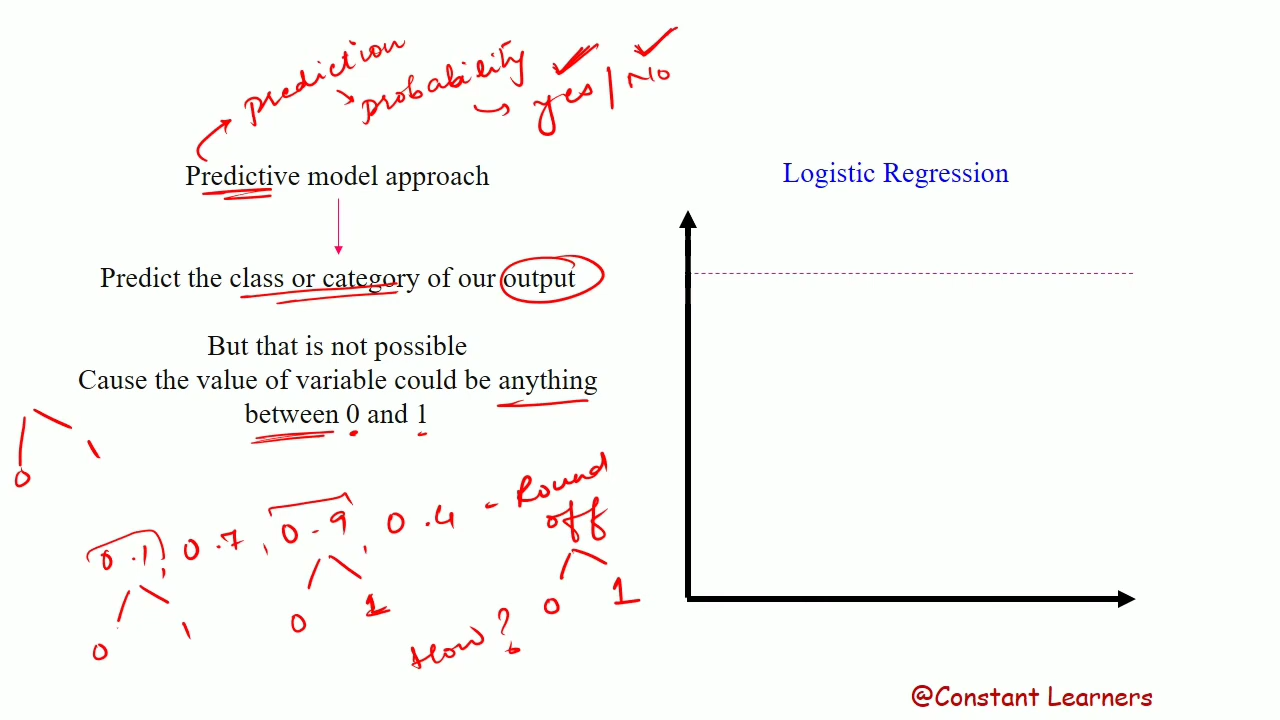 prediction
probability
yes | No
Predictive model approach
Logistic Regression
Predict the class or category of our output
But that is not possible
Cause the value of variable could be anything
between 0 and 1
0 1
0.1, 0.7, 0.9, 0.4 - Round off
0 1 0 1 0 1
How?
@Constant Learners